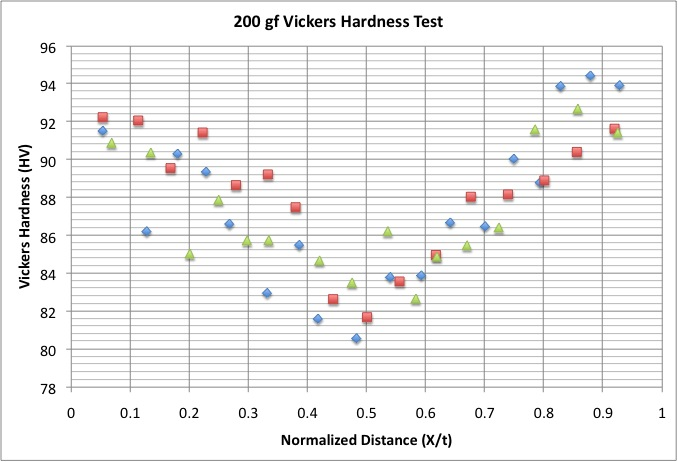 200 gf Vickers Hardness Test
Vickers Hardness (HV)
96
94
92
90
88
86
84
82
80
78
0 0.1 0.2 0.3 0.4 0.5 0.6 0.7 0.8 0.9 1
Normalized Distance (X/t)